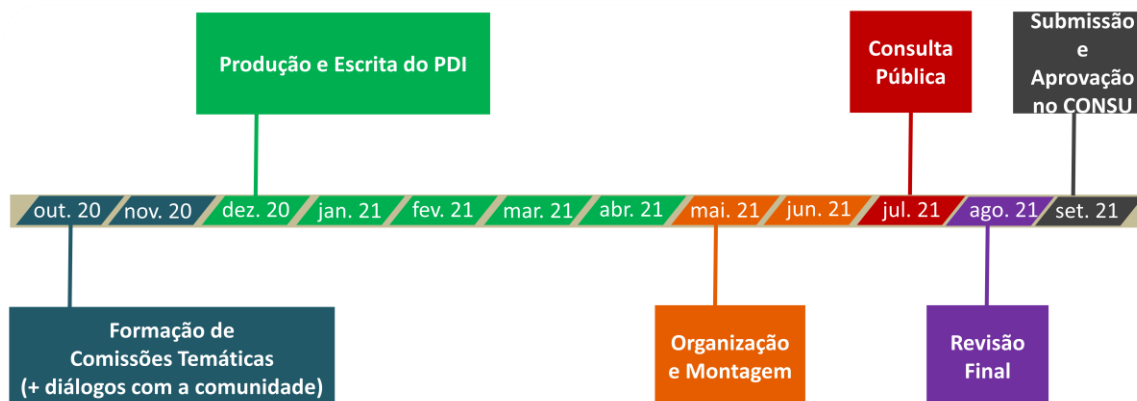 Produção e Escrita do PDI
Consulta
Pública
Submissão
e
Aprovação
no CONSU
out. 20
nov. 20
dez. 20
jan. 21
fev. 21
mar. 21
abr. 21
mai. 21
jun. 21
jul. 21
ago. 21
set. 21
Formação de
Comissões Temáticas
(+ diálogos com a comunidade)
Organização
e Montagem
Revisão
Final